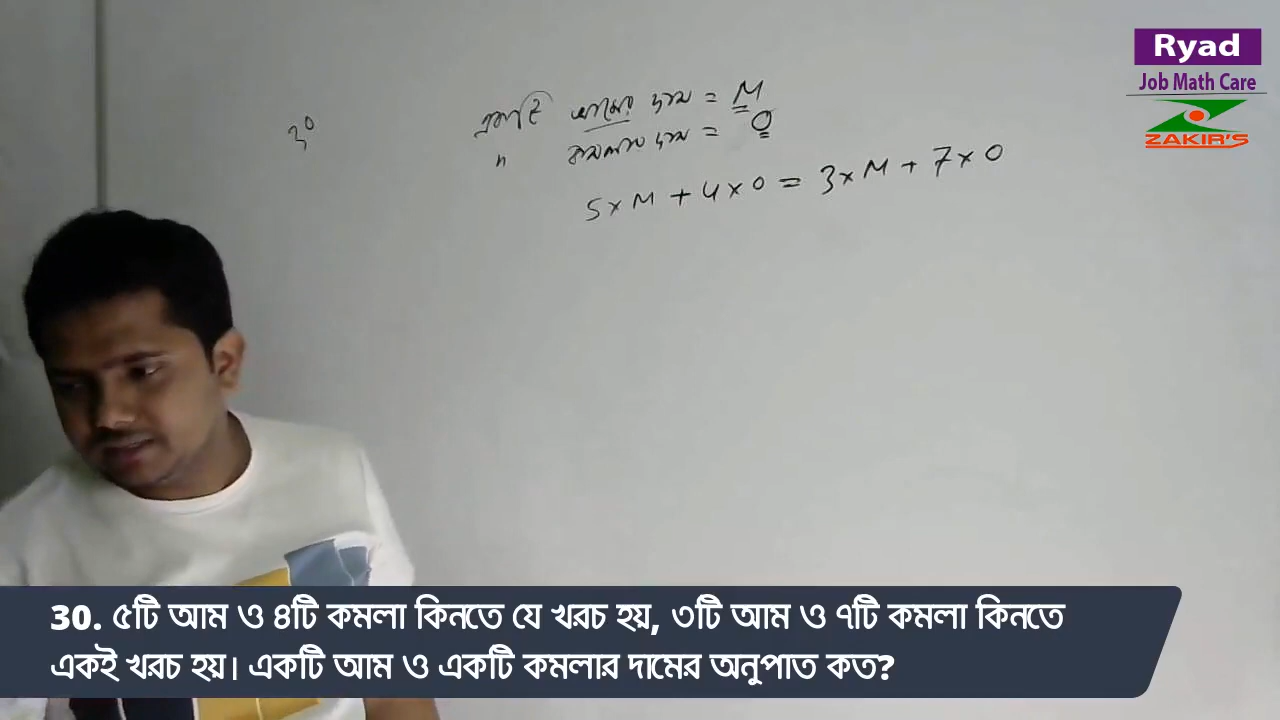 Ryad
Job Math Care
ZAKIR'S
৩০
একটি আমের দাম = M
" কমলার দাম = O
5 x M + 4 x O = 3 x M + 7 x O
30. ৫টি আম ও ৪টি কমলা কিনতে যে খরচ হয়, ৩টি আম ও ৭টি কমলা কিনতে
একই খরচ হয়। একটি আম ও একটি কমলার দামের অনুপাত কত?